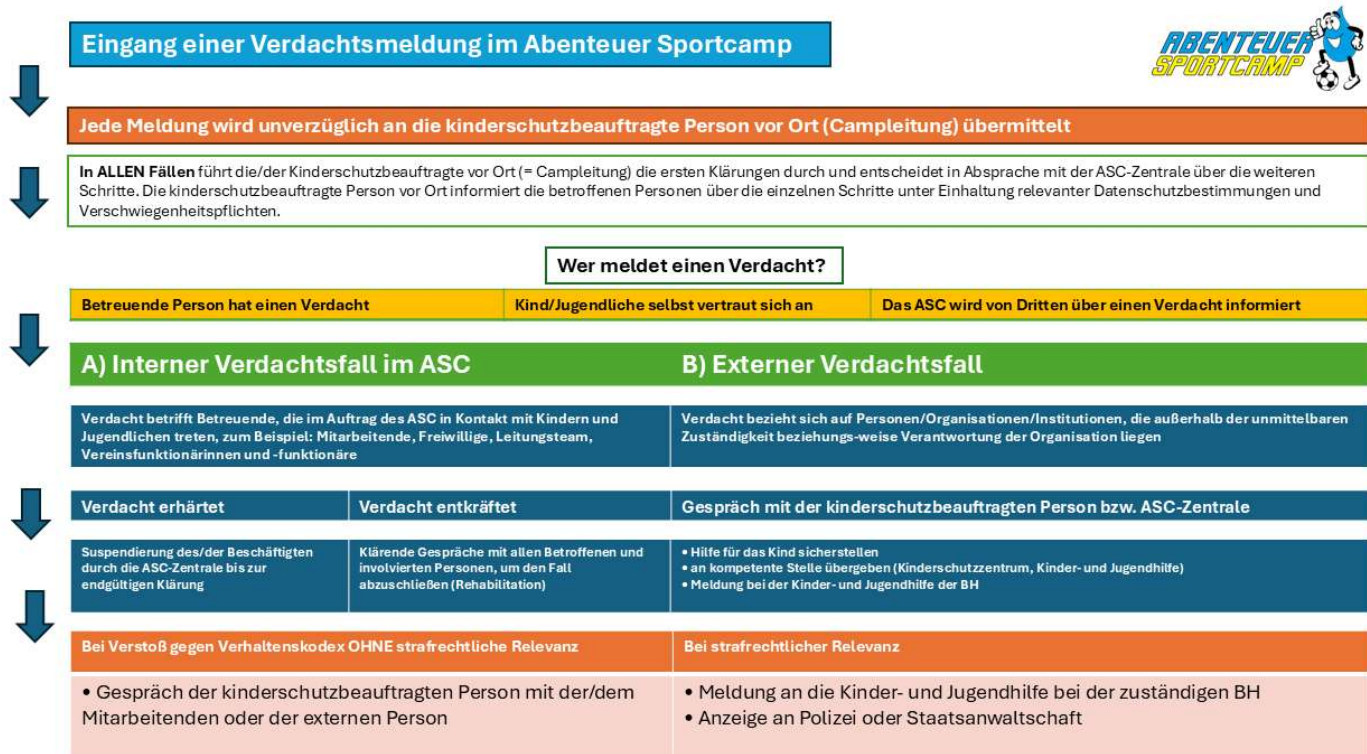 Eingang einer Verdachtsmeldung im Abenteuer Sportcamp
ABENTEUER
SPORTCAMP
Jede Meldung wird unverzüglich an die kinderschutzbeauftragte Person vor Ort (Campleitung) übermittelt
In ALLEN Fällen führt die/der Kinderschutzbeauftragte vor Ort (= Campleitung) die ersten Klärungen durch und entscheidet in Absprache mit der ASC-Zentrale über die weiteren
Schritte. Die kinderschutzbeauftragte Person vor Ort informiert die betroffenen Personen über die einzelnen Schritte unter Einhaltung relevanter Datenschutzbestimmungen und
Verschwiegenheitspflichten.
Wer meldet einen Verdacht?
Betreuende Person hat einen Verdacht
Kind/Jugendliche selbst vertraut sich an
Das ASC wird von Dritten über einen Verdacht informiert
A) Interner Verdachtsfall im ASC
B) Externer Verdachtsfall
Verdacht betrifft Betreuende, die im Auftrag des ASC in Kontakt mit Kindern und
Jugendlichen treten, zum Beispiel: Mitarbeitende, Freiwillige, Leitungsteam,
Vereinsfunktionärinnen und -funktionäre
Verdacht bezieht sich auf Personen/Organisationen/Institutionen, die außerhalb der unmittelbaren
Zuständigkeit beziehungs-weise Verantwortung der Organisation liegen
Verdacht erhärtet
Verdacht entkräftet
Gespräch mit der kinderschutzbeauftragten Person bzw. ASC-Zentrale
Suspendierung des/der Beschäftigten
durch die ASC-Zentrale bis zur
endgültigen Klärung
Klärende Gespräche mit allen Betroffenen und
involvierten Personen, um den Fall
abzuschließen (Rehabilitation)
• Hilfe für das Kind sicherstellen
• an kompetente Stelle übergeben (Kinderschutzzentrum, Kinder- und Jugendhilfe)
• Meldung bei der Kinder- und Jugendhilfe der BH
Bei Verstoß gegen Verhaltenskodex OHNE strafrechtliche Relevanz
Bei strafrechtlicher Relevanz
• Gespräch der kinderschutzbeauftragten Person mit der/dem
Mitarbeitenden oder der externen Person
• Meldung an die Kinder- und Jugendhilfe bei der zuständigen BH
• Anzeige an Polizei oder Staatsanwaltschaft